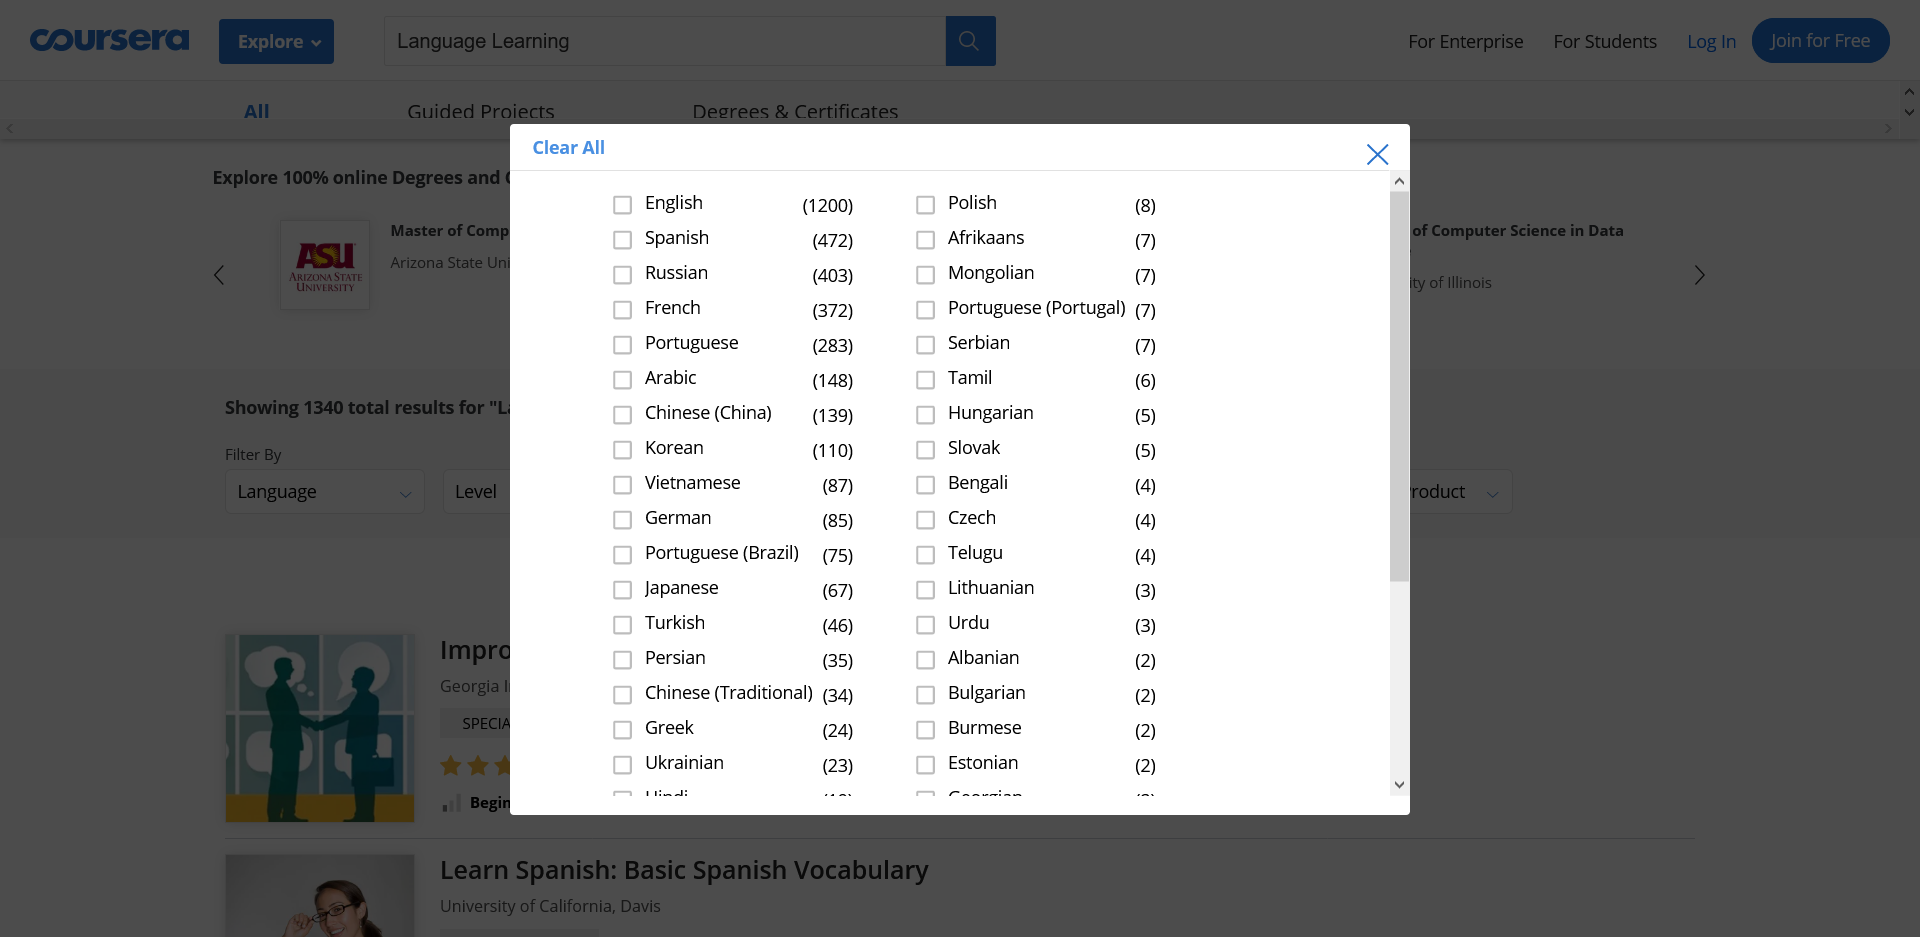 coursera
Explore
Language Learning
For Enterprise
For Students
Log In
Join for Free
All
Guided Projects
Degrees & Certificates
Clear All
Explore 100% online Degrees and
ASU
ARIZONA STATE
UNIVERSITY
Master of Comp
Arizona State Uni
of Computer Science in Data
ty of Illinois
Showing 1340 total results for "L
Filter By
Language
Level
roduct
English (1200)
Spanish (472)
Russian (403)
French (372)
Portuguese (283)
Arabic (148)
Chinese (China) (139)
Korean (110)
Vietnamese (87)
German (85)
Portuguese (Brazil) (75)
Japanese (67)
Turkish (46)
Persian (35)
Chinese (Traditional) (34)
Greek (24)
Ukrainian (23)
Hindi
Polish (8)
Afrikaans (7)
Mongolian (7)
Portuguese (Portugal) (7)
Serbian (7)
Tamil (6)
Hungarian (5)
Slovak (5)
Bengali (4)
Czech (4)
Telugu (4)
Lithuanian (3)
Urdu (3)
Albanian (2)
Bulgarian (2)
Burmese (2)
Estonian (2)
Georgian
Impro
Georgia I
SPECIA
Begin
Learn Spanish: Basic Spanish Vocabulary
University of California, Davis